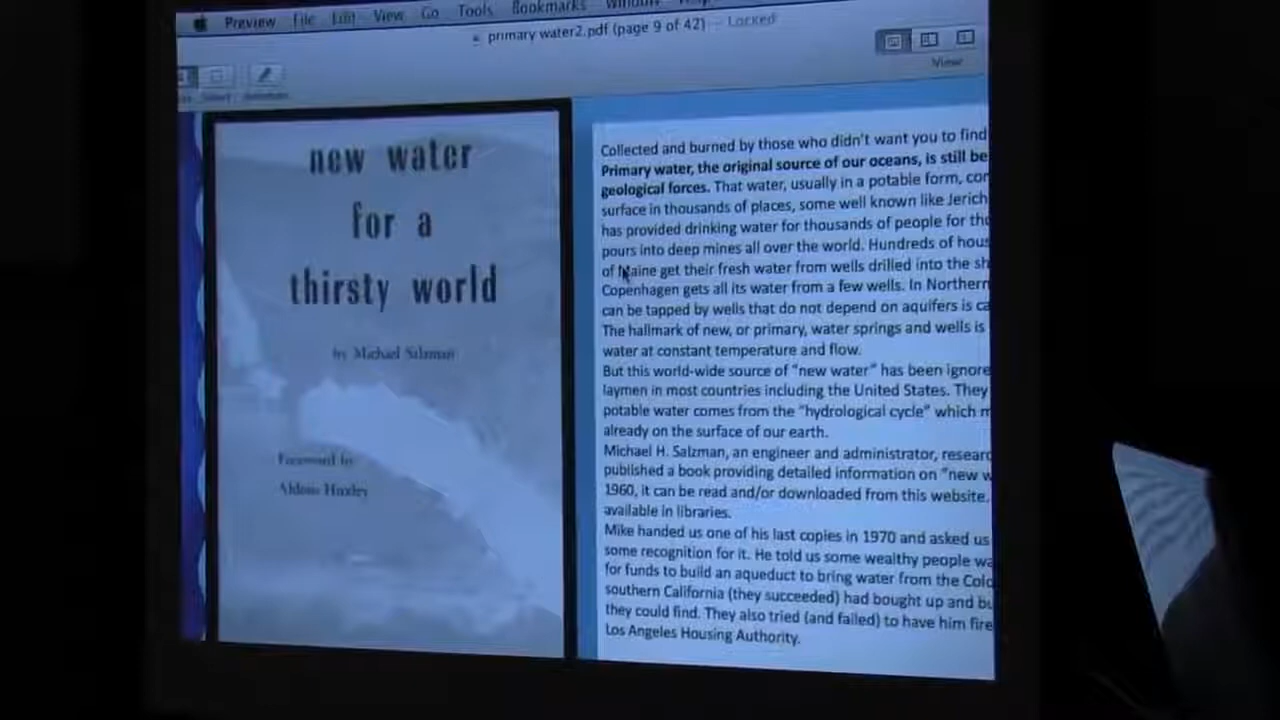 Preview File Edit View Go Tools Bookmarks Window
primary water2.pdf (page 9 of 42) — Locked
View
new water
for a
thirsty world
by Michael Salzman
Foreword by
Aldous Huxley
Collected and burned by those who didn't want you to find
Primary water, the original source of our oceans, is still be
geological forces. That water, usually in a potable form, con
surface in thousands of places, some well known like Jerich
has provided drinking water for thousands of people for tho
pours into deep mines all over the world. Hundreds of hous
of Maine get their fresh water from wells drilled into the sh
Copenhagen gets all its water from a few wells. In Northern
can be tapped by wells that do not depend on aquifers is ca
The hallmark of new, or primary, water springs and wells is
water at constant temperature and flow.
But this world-wide source of "new water" has been ignore
laymen in most countries including the United States. They
potable water comes from the "hydrological cycle" which m
already on the surface of our earth.
Michael H. Salzman, an engineer and administrator, researc
published a book providing detailed information on "new w
1960, it can be read and/or downloaded from this website.
available in libraries.
Mike handed us one of his last copies in 1970 and asked us
some recognition for it. He told us some wealthy people wa
for funds to build an aqueduct to bring water from the Colo
southern California (they succeeded) had bought up and bu
they could find. They also tried (and failed) to have him fire
Los Angeles Housing Authority.